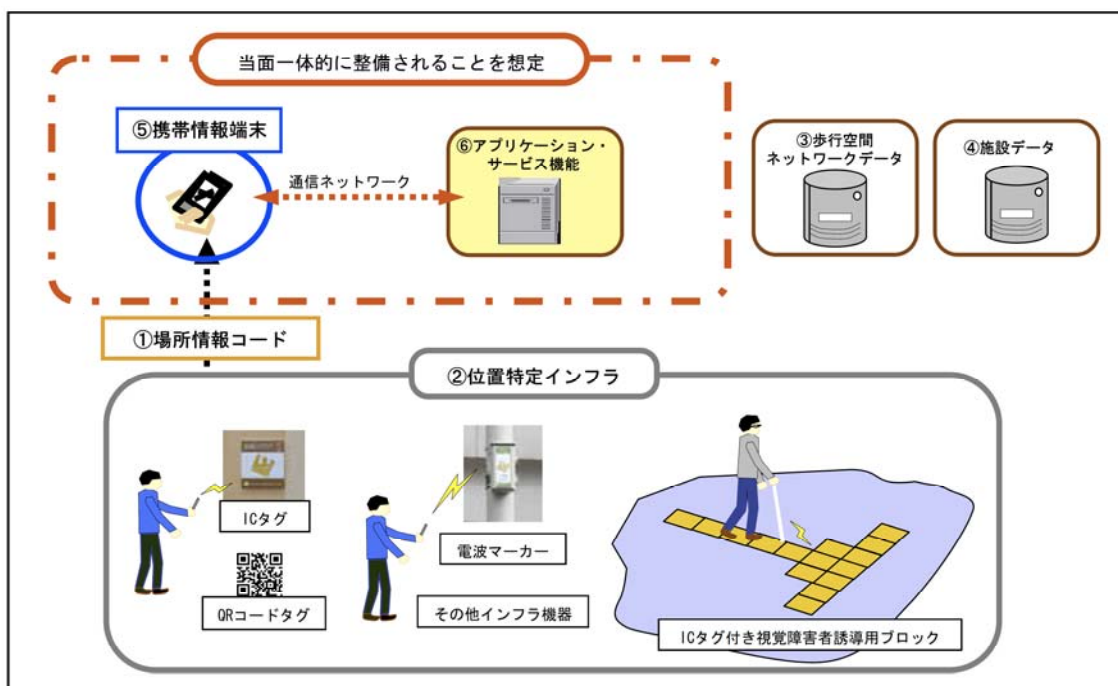 当面一体的に整備されることを想定
⑤携帯情報端末
通信ネットワーク
⑥アプリケーション・
サービス機能
③歩行空間
ネットワークデータ
④施設データ
①場所情報コード
②位置特定インフラ
ICタグ
QRコードタグ
電波マーカー
その他インフラ機器
ICタグ付き視覚障害者誘導用ブロック